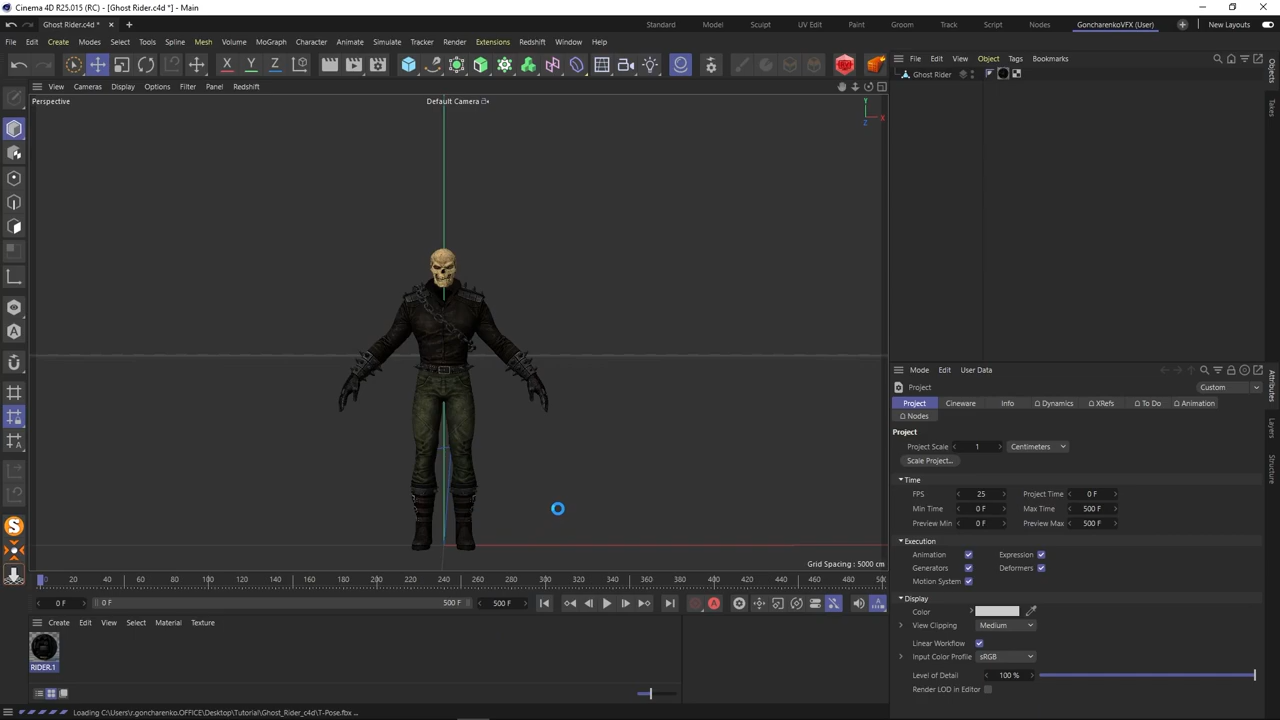 Cinema 4D R25.015 (RC) - [Ghost Rider.c4d *] - Main
Ghost Rider.c4d * Standard Model Sculpt UV Edit Paint Groom Track Script Nodes GoncharenkoVFX (User) New Layouts
File Edit Create Modes Select Tools Spline Mesh Volume MoGraph Character Animate Simulate Tracker Render Extensions Redshift Window Help
X Y Z File Edit View Object Tags Bookmarks
View Cameras Display Options Filter Panel Redshift Ghost Rider
Perspective Default Camera
Y
X
Z
Objects
Takes
Mode Edit User Data
Project Custom
Project Cineware Info Dynamics XRefs To Do Animation
Nodes
Project
Project Scale 1 Centimeters
Scale Project...
Time
FPS 25 Project Time 0 F
Min Time 0 F Max Time 500 F
Preview Min 0 F Preview Max 500 F
Execution
Animation Expression
Generators Deformers
Motion System
Display
Color
View Clipping Medium
Linear Workflow
Input Color Profile sRGB
Level of Detail 100 %
Render LOD in Editor
Attributes
Layers
Structure
Grid Spacing : 5000 cm
0 20 40 60 80 100 120 140 160 180 200 220 240 260 280 300 320 340 360 380 400 420 440 460 480 50
0 F 0 F 500 F 500 F
Create Edit View Select Material Texture
RIDER.1
Loading C:\Users\r.goncharenko.OFFICE\Desktop\Tutorial\Ghost_Rider_c4d\T-Pose.fbx ...